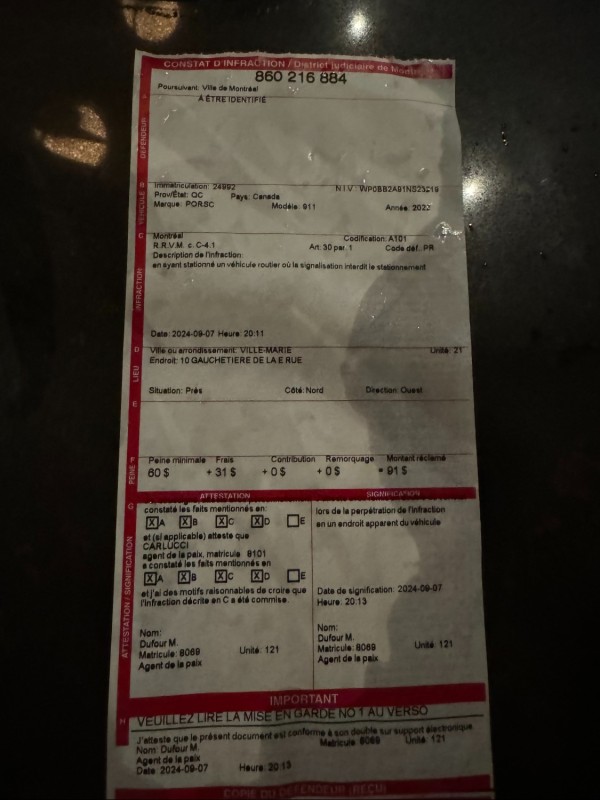 CONSTAT D'INFRACTION / District judiciaire de
860 216 884
Poursuivant: Ville de Montréal
À ÊTRE IDENTIFIÉ
DÉFENDEUR
B
VÉHICULE
Immatriculation: 24992
Prov/État: QC Pays: Canada
Marque: PORSC Modèle: 911 Année: 2022
C
INFRACTION
Montréal Codification: A101
R.R.V.M. c. C-4.1 Art: 30 par. 1 Code déf.: PR
Description de l'infraction:
en ayant stationné un véhicule routier où la signalisation interdit le stationnement
Date: 2024-09-07 Heure: 20:11
D
LIEU
Ville ou arrondissement: VILLE-MARIE Unité: 21
Endroit: 10 GAUCHETIERE DE LA E RUE
Situation: Près Côté: Nord Direction: Ouest
E
F
PEINE
Peine minimale Frais Contribution Remorquage Montant réclamé
60 $ + 31 $ + 0 $ + 0 $ = 91 $
ATTESTATION SIGNIFICATION
G
ATTESTATION / SIGNIFICATION
constaté les faits mentionnés en:
X A X B X C X D E
et (si applicable) atteste que
CARLUCCI
agent de la paix, matricule 8101
a constaté les faits mentionnés en
X A X B X C X D E
et j'ai des motifs raisonnables de croire que
l'infraction décrite en C a été commise.
Nom:
Dufour M.
Matricule: 8069 Unité: 121
Agent de la paix
lors de la perpétration de l'infraction
en un endroit apparent du véhicule
Date de signification: 2024-09-07
Heure: 20:13
Nom:
Dufour M.
Matricule: 8069 Unité: 121
Agent de la paix
IMPORTANT
H
VEUILLEZ LIRE LA MISE EN GARDE NO 1 AU VERSO
J'atteste que le présent document est conforme à son double sur support électronique
Nom: Dufour M. Matricule: 8069 Unité: 121
Agent de la paix
Date: 2024-09-07 Heure: 20:13
COPIE DU DÉFENDEUR (REÇU)